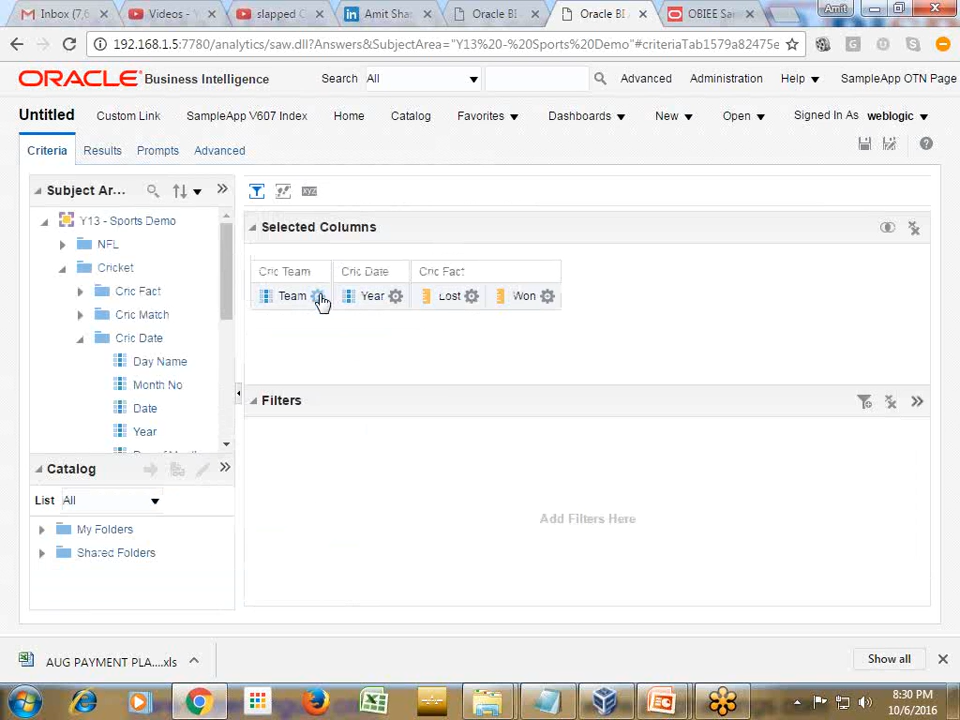 Inbox (7,6
Videos -
slapped C
Amit Sha
Oracle BI
Oracle BI
OBIEE Sa
Amit
192.168.1.5:7780/analytics/saw.dll?Answers&SubjectArea="Y13%20-%20Sports%20Demo"#criteriaTab1579a82475e
ORACLE Business Intelligence
Search All
Advanced
Administration
Help
SampleApp OTN Page
Untitled
Custom Link
SampleApp V607 Index
Home
Catalog
Favorites
Dashboards
New
Open
Signed In As weblogic
Criteria
Results
Prompts
Advanced
Subject Ar...
Y13 - Sports Demo
NFL
Cricket
Cric Fact
Cric Match
Cric Date
Day Name
Month No
Date
Year
Catalog
List All
My Folders
Shared Folders
xyz
Selected Columns
Cric Team
Cric Date
Cric Fact
Team
Year
Lost
Won
Filters
Add Filters Here
AUG PAYMENT PLA....xls
Show all
8:30 PM
10/6/2016